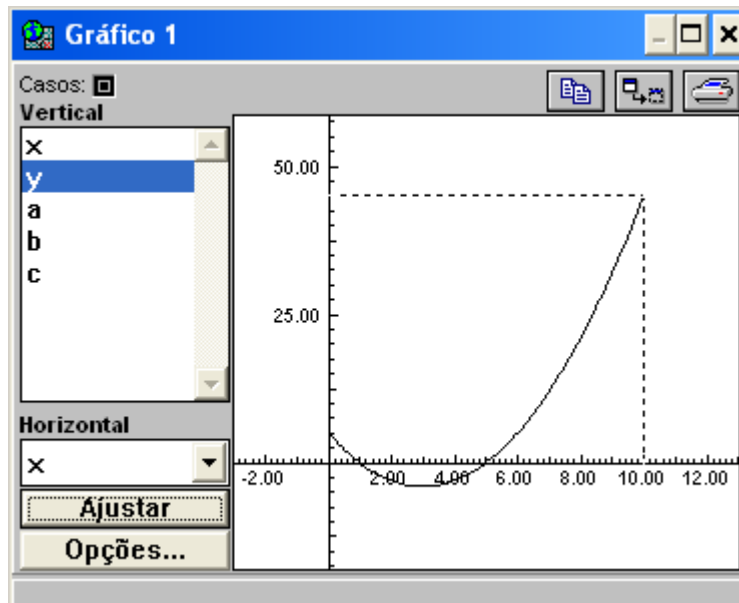 Gráfico 1
Casos:
Vertical
x
y
a
b
c
Horizontal
x
Ajustar
Opções...
50.00
25.00
-2.00 2.00 4.00 6.00 8.00 10.00 12.00